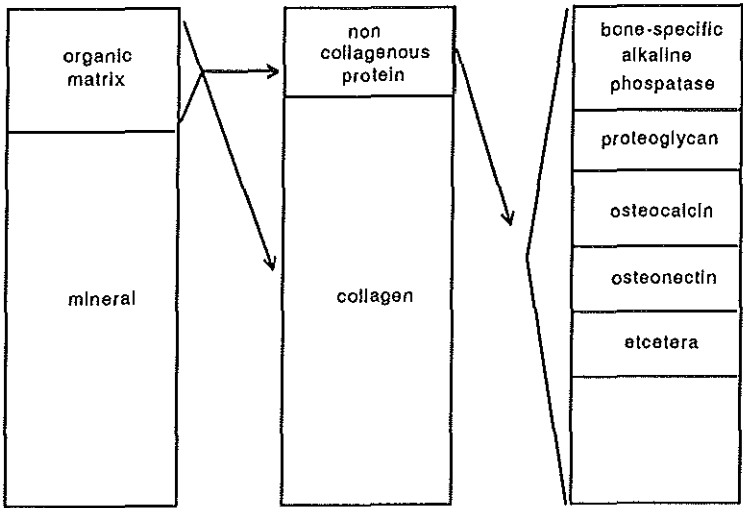 organic
matrix
mineral
non
collagenous
protein
collagen
bone-specific
alkaline
phospatase
proteoglycan
osteocalcin
osteonectin
etcetera